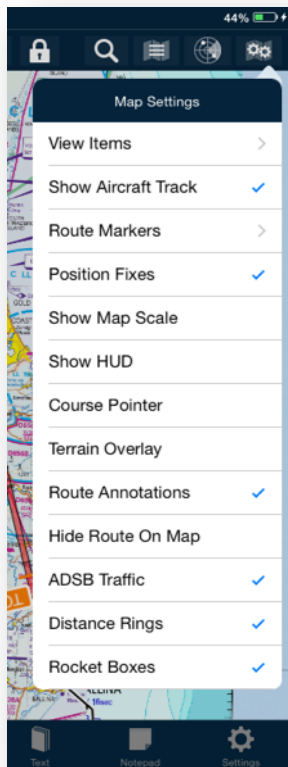 44%
Map Settings
View Items
Show Aircraft Track
Route Markers
Position Fixes
Show Map Scale
Show HUD
Course Pointer
Terrain Overlay
Route Annotations
Hide Route On Map
ADSB Traffic
Distance Rings
Rocket Boxes
Text
Notepad
Settings